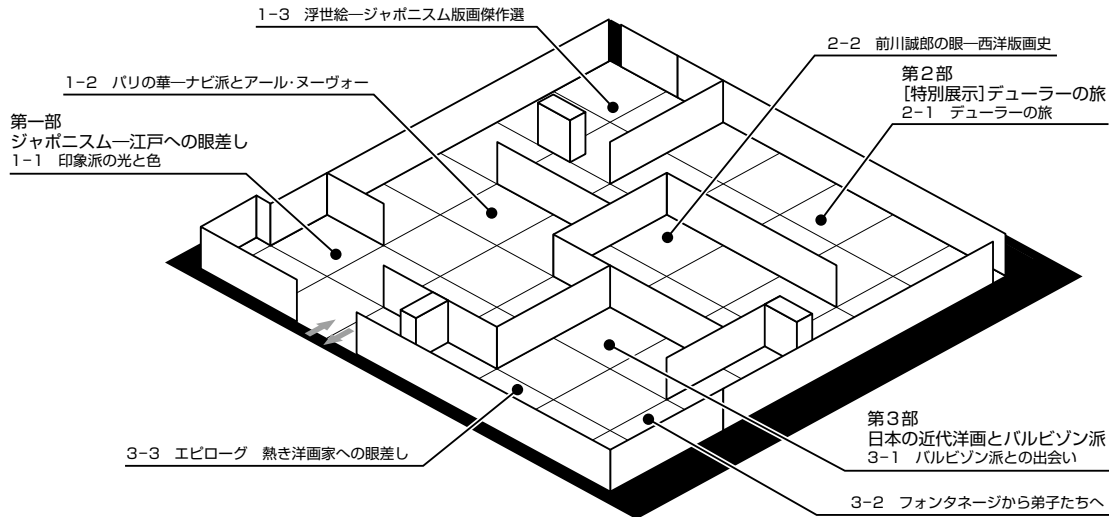 1-3　浮世絵―ジャポニスム版画傑作選
2-2　前川誠郎の眼―西洋版画史
1-2　パリの華―ナビ派とアール・ヌーヴォー
第2部
[特別展示]デューラーの旅
2-1　デューラーの旅
第一部
ジャポニスム―江戸への眼差し
1-1　印象派の光と色
第3部
日本の近代洋画とバルビゾン派
3-1　バルビゾン派との出会い
3-3　エピローグ　熱き洋画家への眼差し
3-2　フォンタネージから弟子たちへ